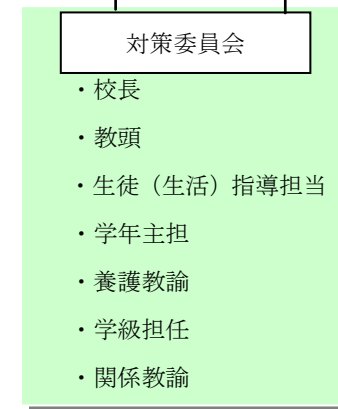 対策委員会
・校長
・教頭
・生徒（生活）指導担当
・学年主担
・養護教諭
・学級担任
・関係教諭